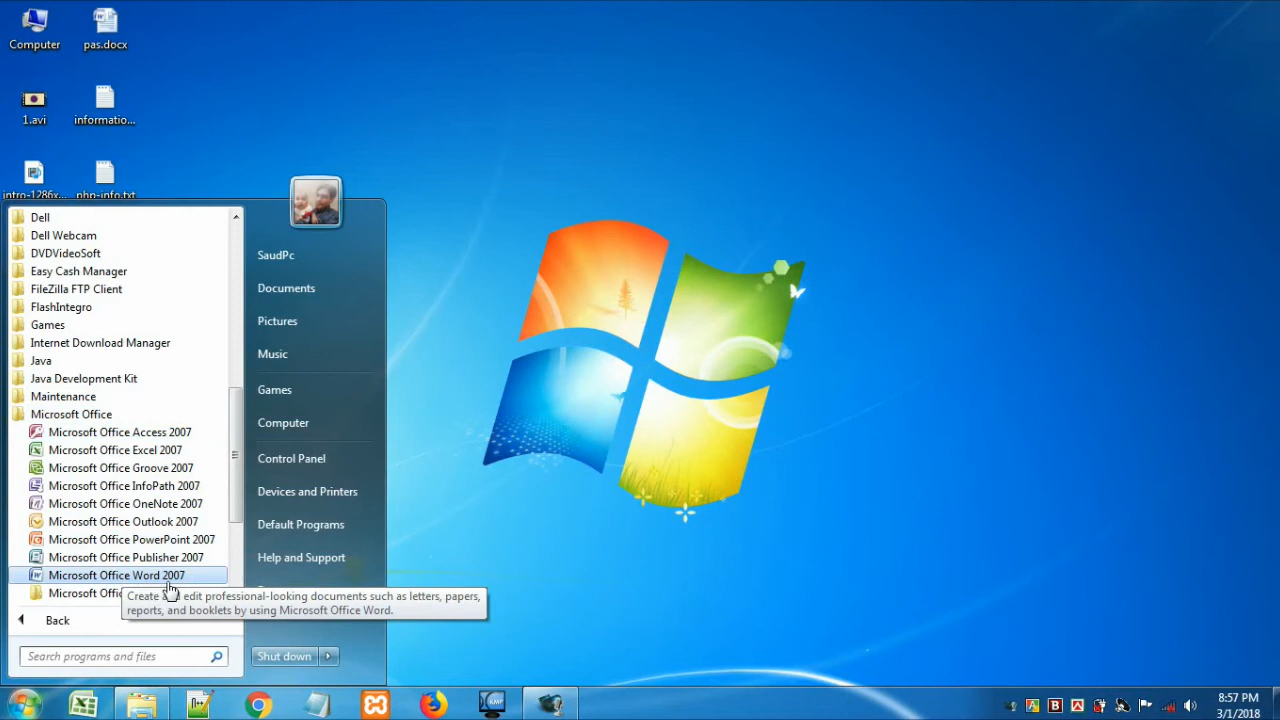 Computer
pas.docx
1.avi
informatio...
intro-1286x...
php-info.txt
Dell
Dell Webcam
DVDVideoSoft
Easy Cash Manager
FileZilla FTP Client
FlashIntegro
Games
Internet Download Manager
Java
Java Development Kit
Maintenance
Microsoft Office
Microsoft Office Access 2007
Microsoft Office Excel 2007
Microsoft Office Groove 2007
Microsoft Office InfoPath 2007
Microsoft Office OneNote 2007
Microsoft Office Outlook 2007
Microsoft Office PowerPoint 2007
Microsoft Office Publisher 2007
Microsoft Office Word 2007
Microsoft Offic
Back
Search programs and files
SaudPc
Documents
Pictures
Music
Games
Computer
Control Panel
Devices and Printers
Default Programs
Help and Support
Create and edit professional-looking documents such as letters, papers,
reports, and booklets by using Microsoft Office Word.
Shut down
8:57 PM
3/1/2018